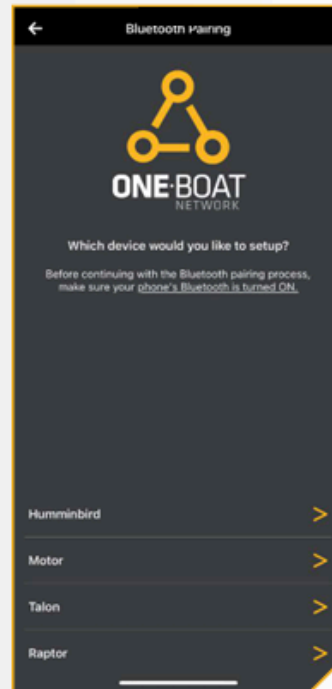 Bluetooth Pairing
ONE·BOAT
NETWORK
Which device would you like to setup?
Before continuing with the Bluetooth pairing process,
make sure your phone's Bluetooth is turned ON.
Humminbird
Motor
Talon
Raptor